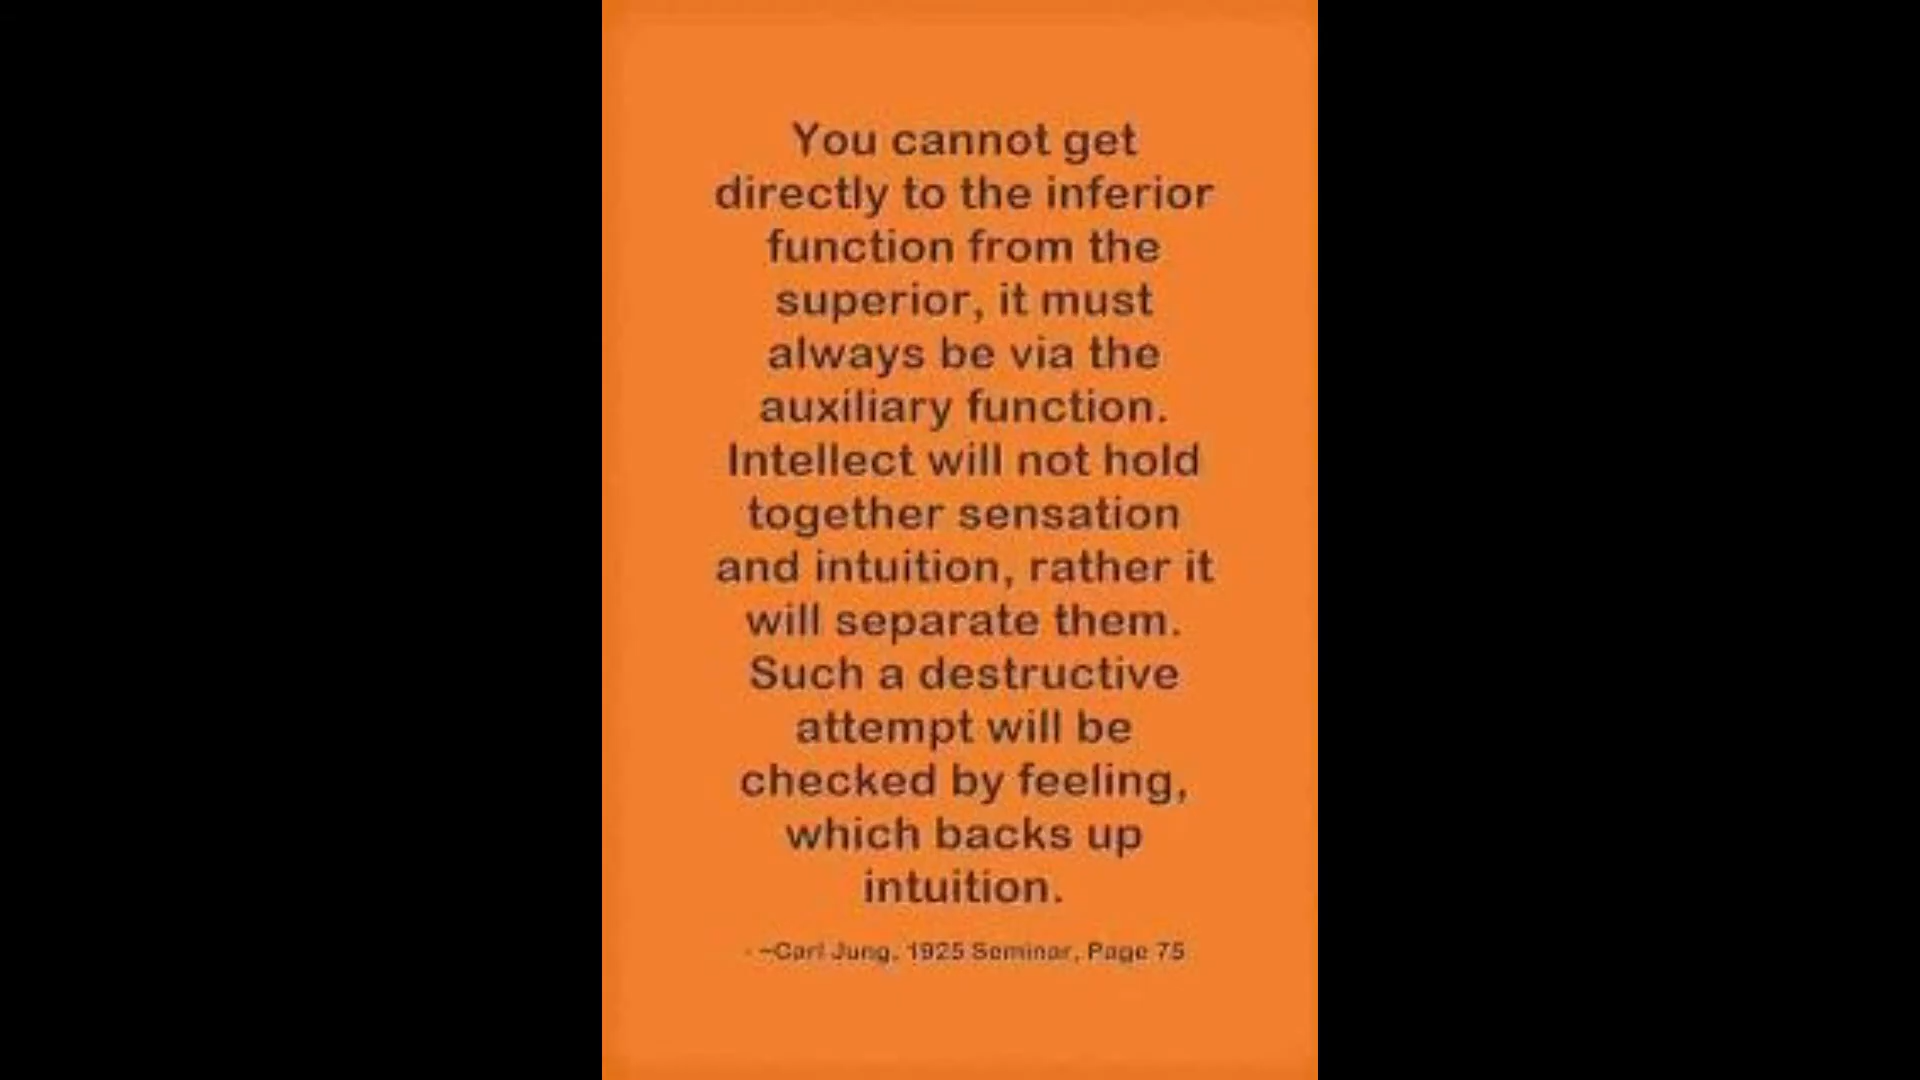 You cannot get
directly to the inferior
function from the
superior, it must
always be via the
auxiliary function.
Intellect will not hold
together sensation
and intuition, rather it
will separate them.
Such a destructive
attempt will be
checked by feeling,
which backs up
intuition.
- ~Carl Jung, 1925 Seminar, Page 75